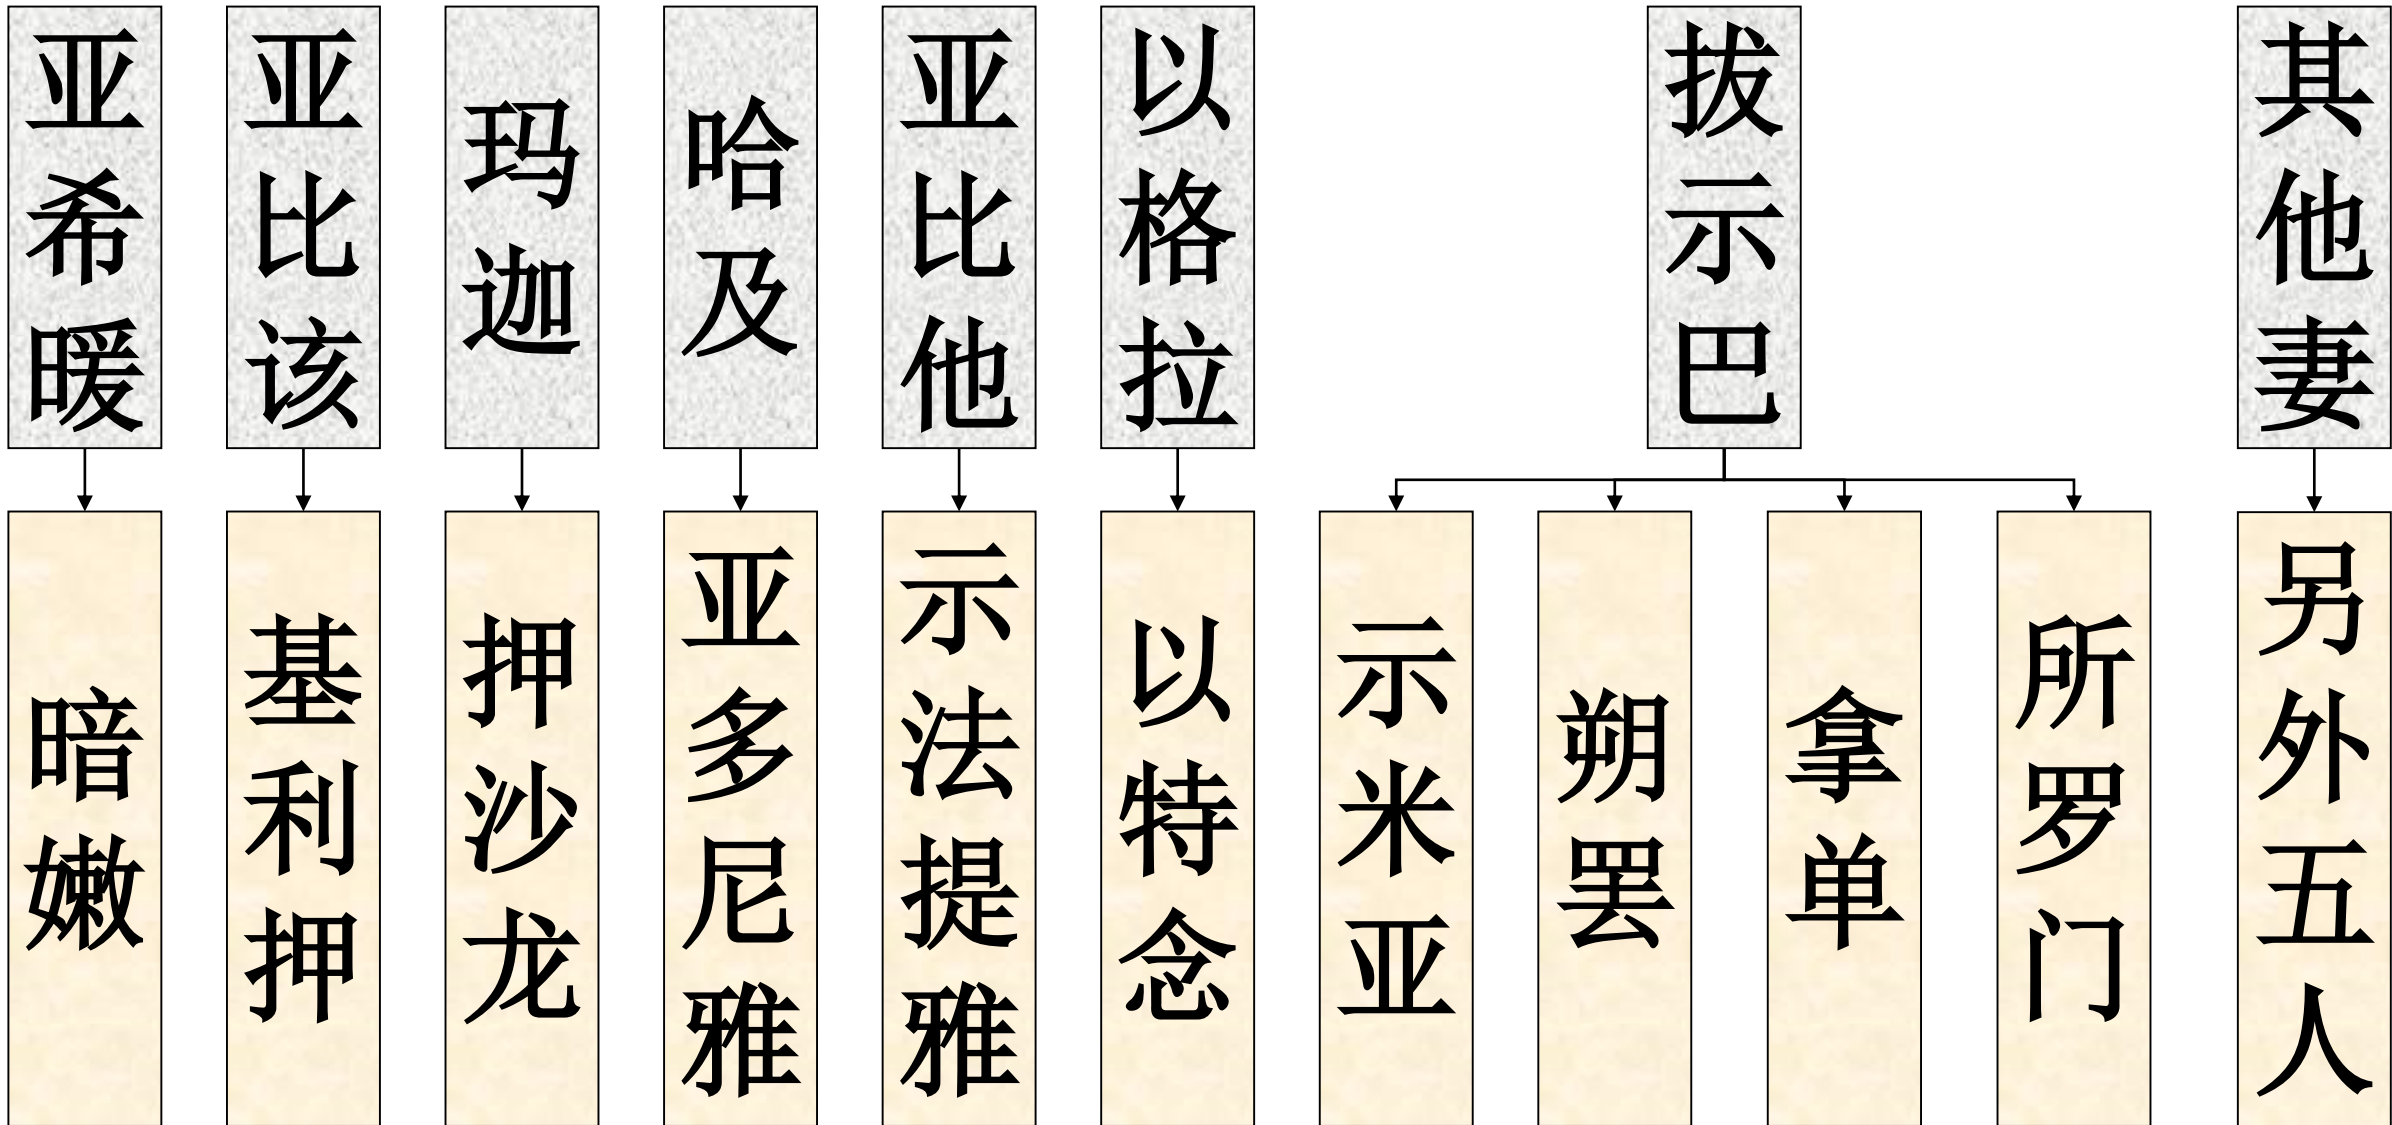 亚希暖
亚比该
玛迦
哈及
亚比他
以格拉
拔示巴
其他妻
暗嫩
基利押
押沙龙
亚多尼雅
示法提雅
以特念
示米亚
朔罢
拿单
所罗门
另外五人